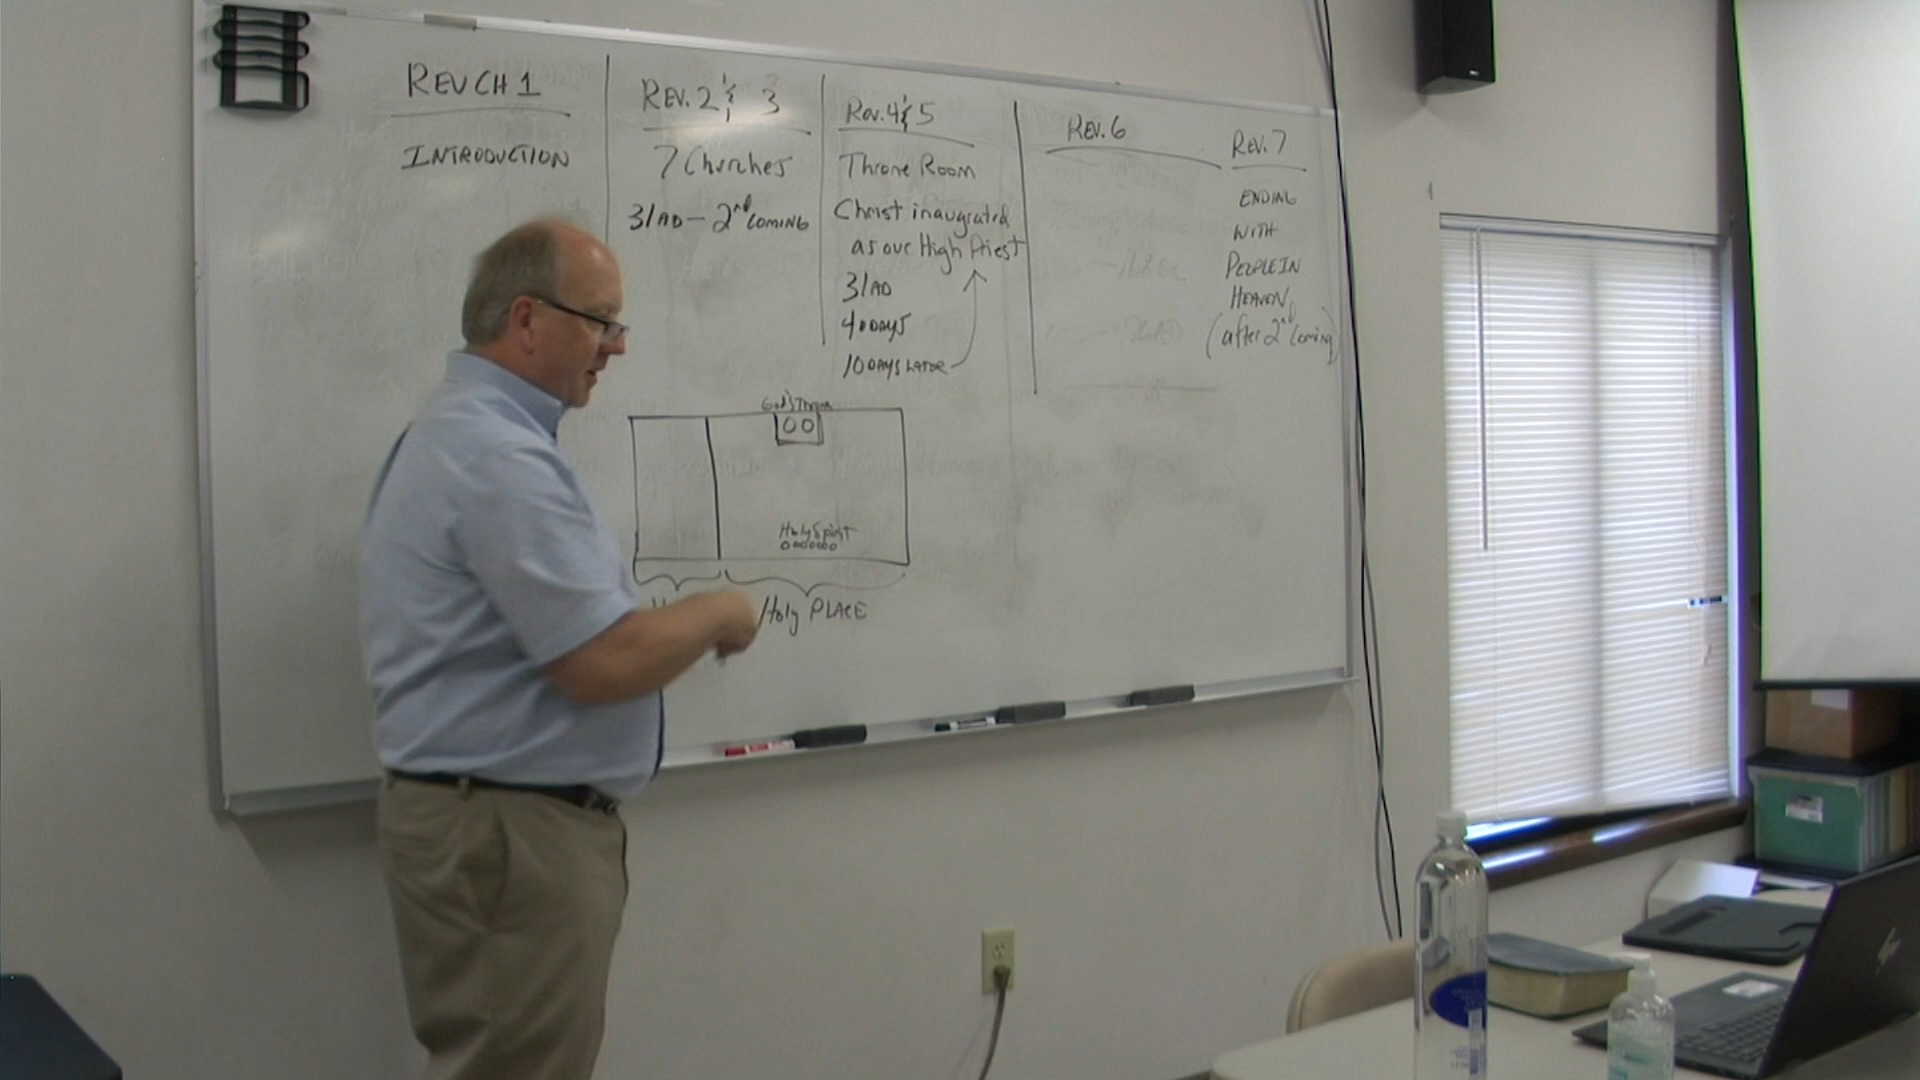 REV CH 1
INTRODUCTION
REV. 2 & 3
7 Churches
31 AD — 2nd COMING
Rev. 4 & 5
Throne Room
Christ inaugrated
as our High Priest
31 AD
40 DAYS
10 DAYS LATER
REV. 6
REV. 7
ENDING
WITH
PEOPLE IN
HEAVEN
(after 2nd Coming)
God's Throne
Holy Spirit
Holy PLACE
hp